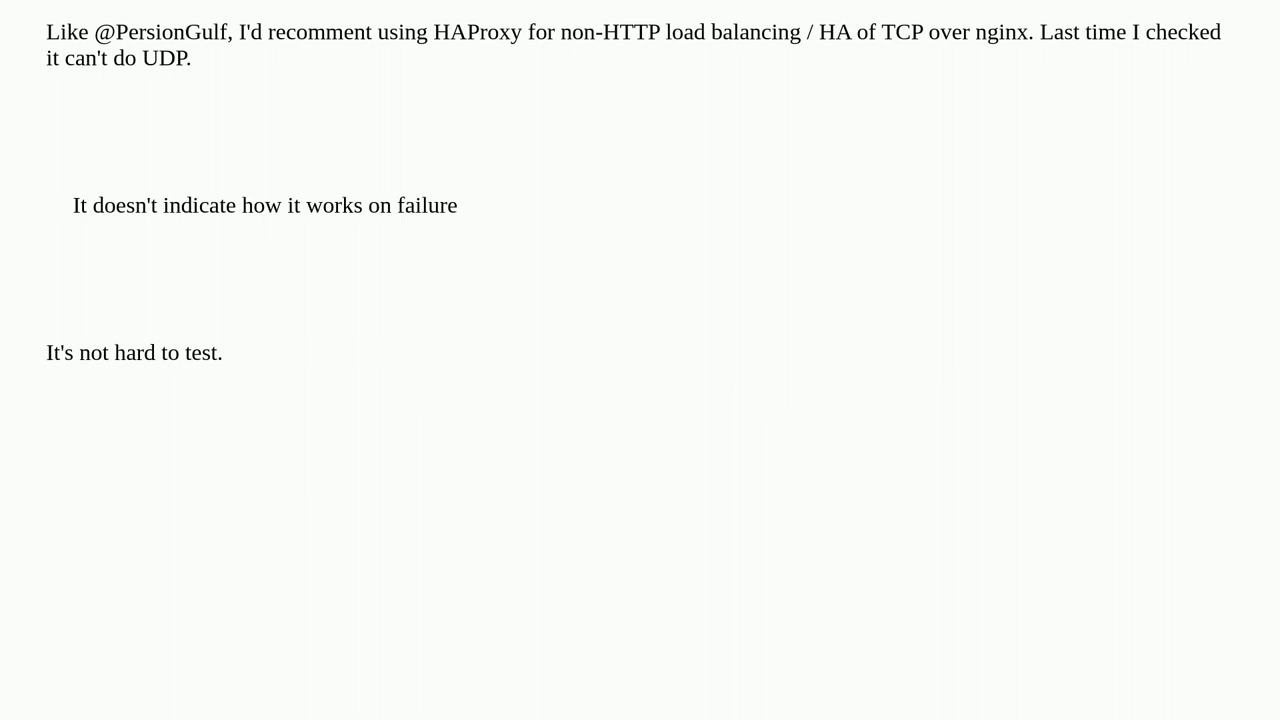 Like @PersionGulf, I'd recomment using HAProxy for non-HTTP load balancing / HA of TCP over nginx. Last time I checked
it can't do UDP.
It doesn't indicate how it works on failure
It's not hard to test.